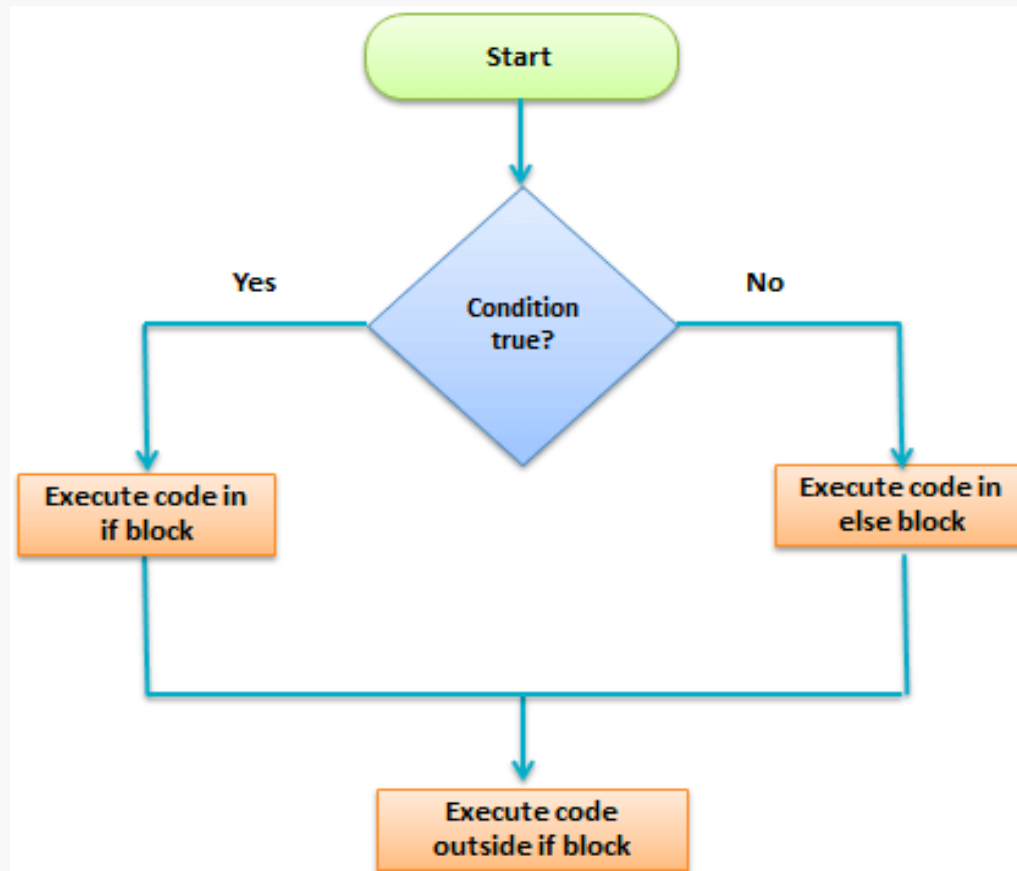 Start
Yes
No
Condition
true?
Execute code in
if block
Execute code in
else block
Execute code
outside if block